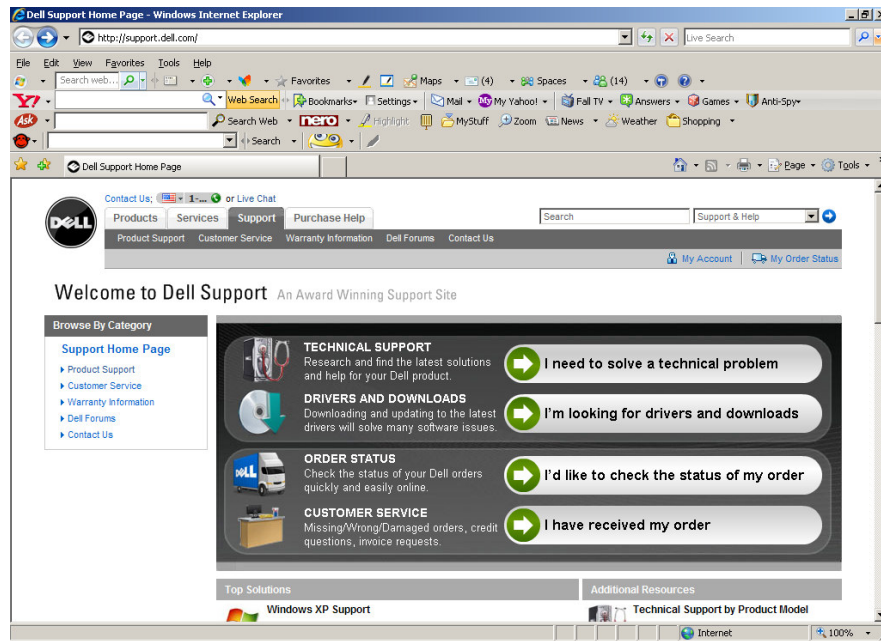 Dell Support Home Page - Windows Internet Explorer
http://support.dell.com/
Live Search
File Edit View Favorites Tools Help
Search web... Favorites Maps (4) Spaces (14)
Web Search Bookmarks Settings Mail My Yahoo! Fall TV Answers Games Anti-Spy
Ask Search Web nero Highlight MyStuff Zoom News Weather Shopping
Search
Dell Support Home Page
Page Tools
Contact Us; 1-... or Live Chat
DELL
Products Services Support Purchase Help
Search Support & Help
Product Support Customer Service Warranty Information Dell Forums Contact Us
My Account My Order Status
Welcome to Dell Support An Award Winning Support Site
Browse By Category
Support Home Page
Product Support
Customer Service
Warranty Information
Dell Forums
Contact Us
TECHNICAL SUPPORT
Research and find the latest solutions
and help for your Dell product.
I need to solve a technical problem
DRIVERS AND DOWNLOADS
Downloading and updating to the latest
drivers will solve many software issues.
I'm looking for drivers and downloads
DELL
ORDER STATUS
Check the status of your Dell orders
quickly and easily online.
I'd like to check the status of my order
CUSTOMER SERVICE
Missing/Wrong/Damaged orders, credit
questions, invoice requests.
I have received my order
Top Solutions
Windows XP Support
Additional Resources
Technical Support by Product Model
Internet 100%